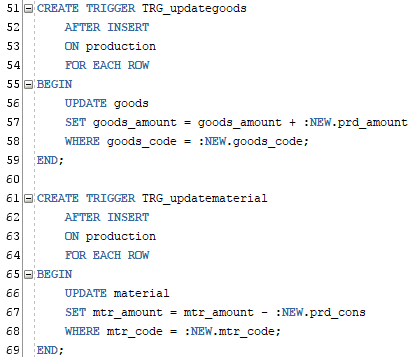 51 CREATE TRIGGER TRG_updategoods
52 AFTER INSERT
53 ON production
54 FOR EACH ROW
55 BEGIN
56 UPDATE goods
57 SET goods_amount = goods_amount + :NEW.prd_amount
58 WHERE goods_code = :NEW.goods_code;
59 END;
60
61 CREATE TRIGGER TRG_updatematerial
62 AFTER INSERT
63 ON production
64 FOR EACH ROW
65 BEGIN
66 UPDATE material
67 SET mtr_amount = mtr_amount - :NEW.prd_cons
68 WHERE mtr_code = :NEW.mtr_code;
69 END;